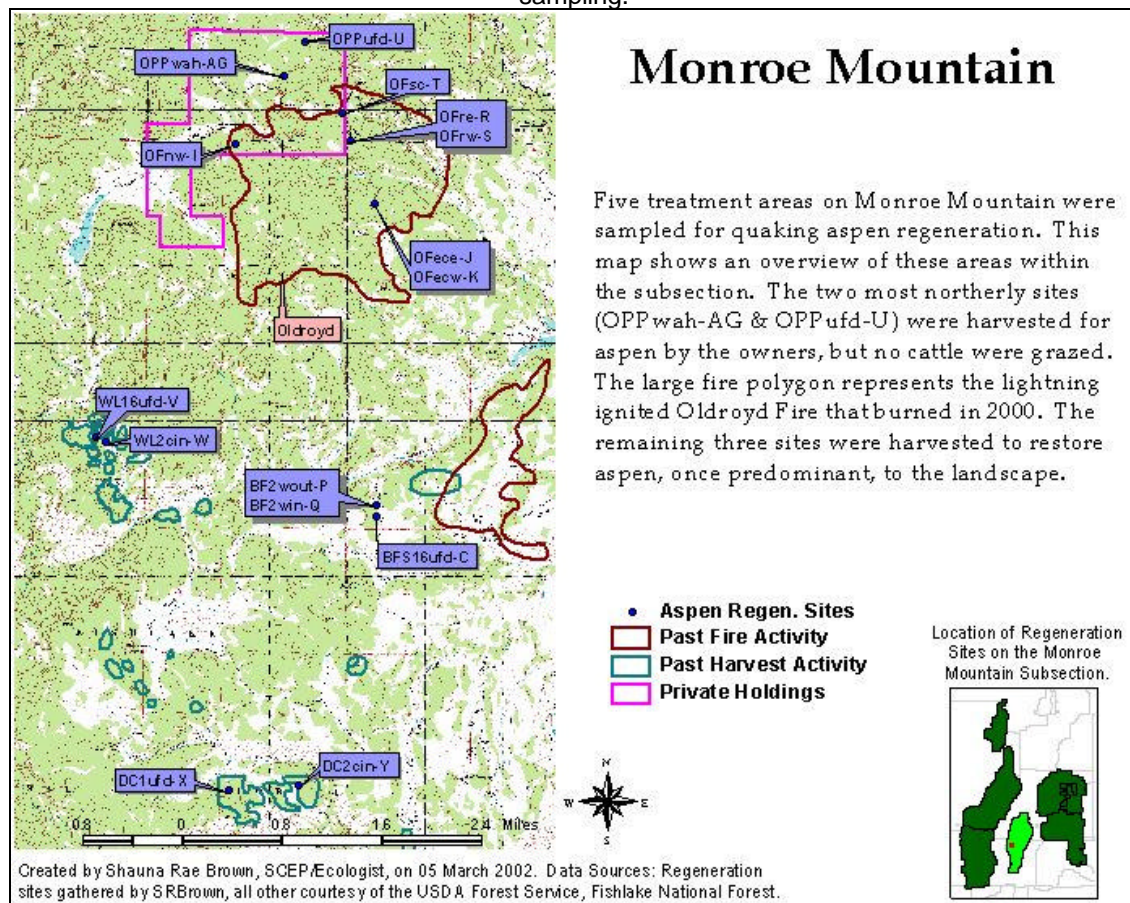 sampling.
Monroe Mountain
OPPufd-U
OPPwah-AG
OFsc-T
OFre-R
OFrw-S
OFnw-I
OFece-J
OFecw-K
Oldroyd
WL16ufd-V
WL2cin-W
BF2wout-P
BF2win-Q
BFS16ufd-C
DC1ufd-X
DC2cin-Y
0.8 0 0.8 1.6 2.4 Miles
Five treatment areas on Monroe Mountain were
sampled for quaking aspen regeneration. This
map shows an overview of these areas within
the subsection. The two most northerly sites
(OPPwah-AG & OPPufd-U) were harvested for
aspen by the owners, but no cattle were grazed.
The large fire polygon represents the lightning
ignited Oldroyd Fire that burned in 2000. The
remaining three sites were harvested to restore
aspen, once predominant, to the landscape.
Aspen Regen. Sites
Past Fire Activity
Past Harvest Activity
Private Holdings
N
W E
S
Location of Regeneration
Sites on the Monroe
Mountain Subsection.
Created by Shauna Rae Brown, SCEP/Ecologist, on 05 March 2002. Data Sources: Regeneration
sites gathered by SRBrown, all other courtesy of the USDA Forest Service, Fishlake National Forest.